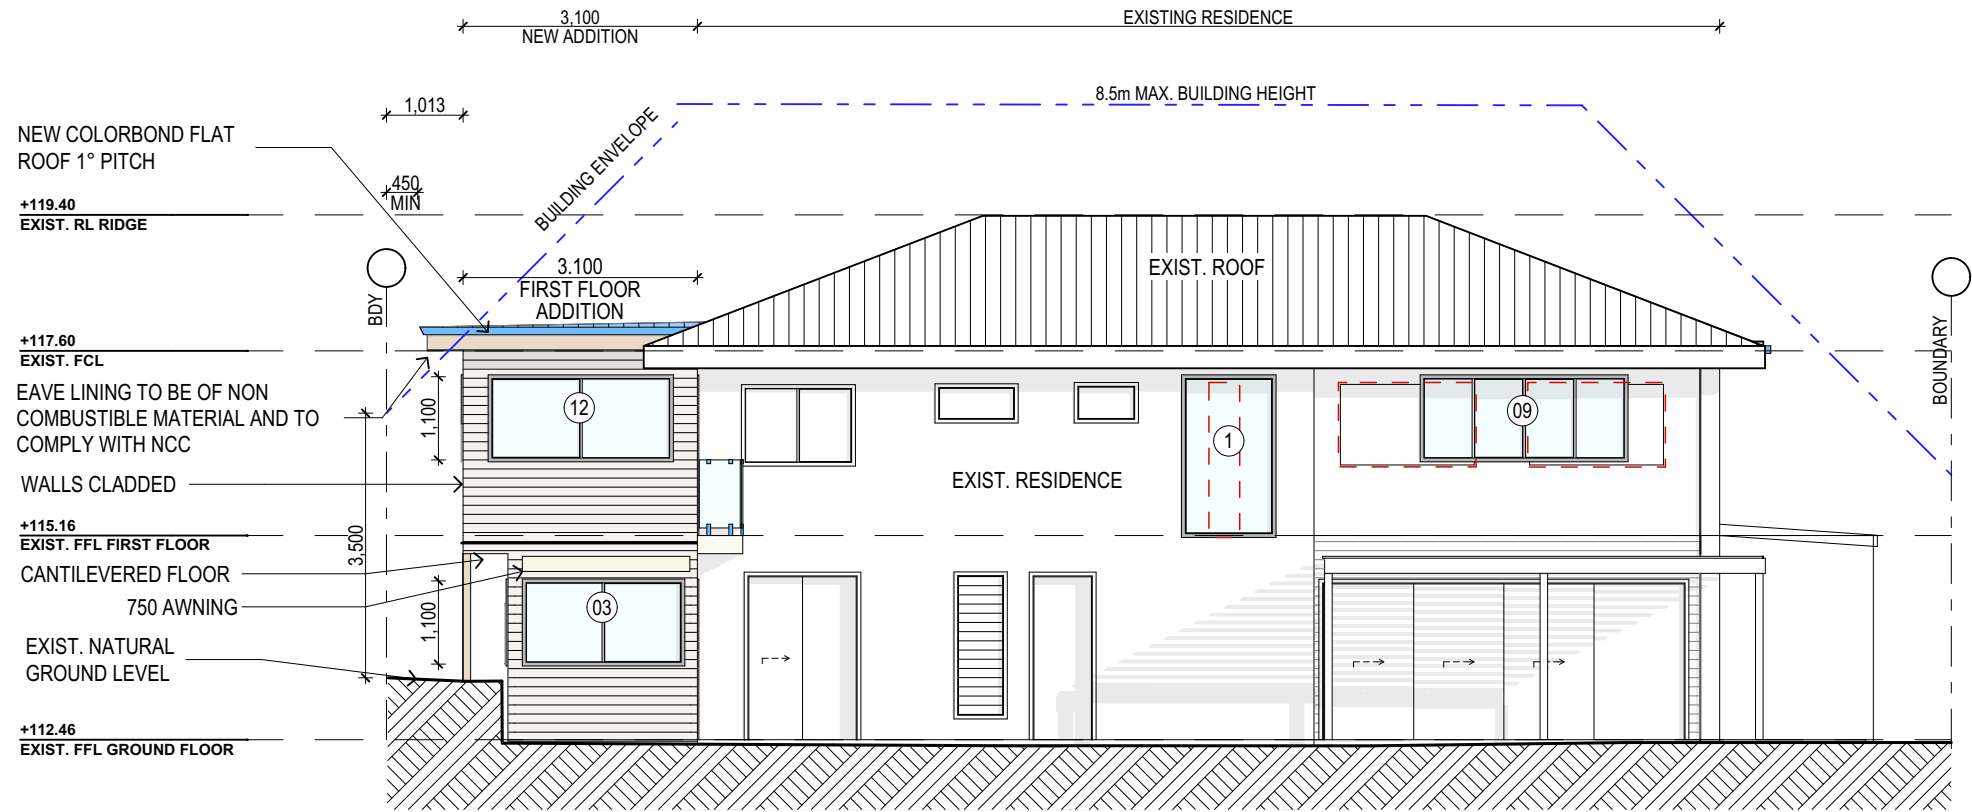 3,100
NEW ADDITION
EXISTING RESIDENCE
8.5m MAX. BUILDING HEIGHT
1,013
BUILDING ENVELOPE
NEW COLORBOND FLAT
ROOF 1° PITCH
450
MIN
+119.40
EXIST. RL RIDGE
3.100
FIRST FLOOR
ADDITION
EXIST. ROOF
BDY
BOUNDARY
+117.60
EXIST. FCL
EAVE LINING TO BE OF NON
COMBUSTIBLE MATERIAL AND TO
COMPLY WITH NCC
1,100
12
1
09
WALLS CLADDED
EXIST. RESIDENCE
+115.16
EXIST. FFL FIRST FLOOR
3,500
CANTILEVERED FLOOR
750 AWNING
1,100
03
EXIST. NATURAL
GROUND LEVEL
+112.46
EXIST. FFL GROUND FLOOR